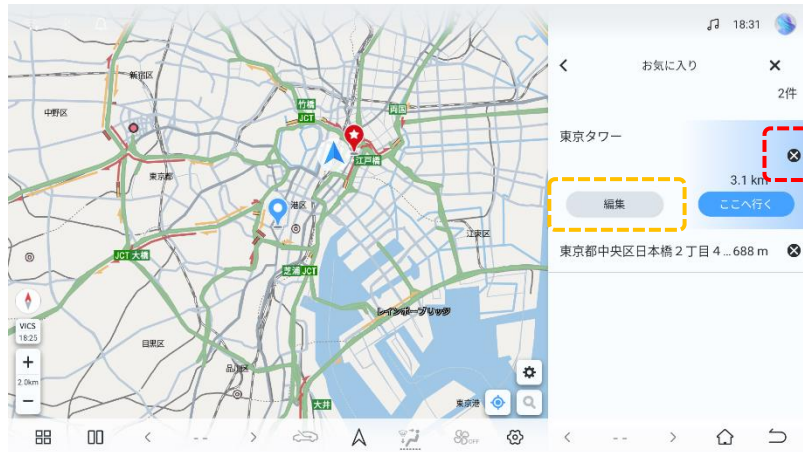 18:31
お気に入り
2件
東京タワー
3.1 km
編集
ここへ行く
東京都中央区日本橋２丁目４...688 m
新宿区
中野区
竹橋
JCT
両国
江戸橋
東京都
港区
江東区
JCT 大橋
芝浦 JCT
レインボーブリッジ
VICS
18:25
目黒区
品川区
2.0km
大井
東京港
OFF